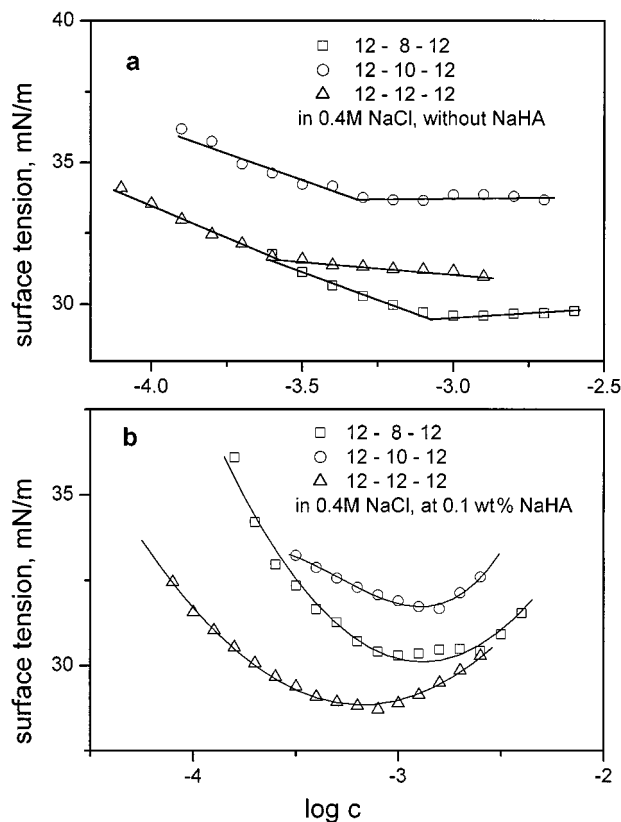 40
35
30
surface tension, mN/m
a
12 - 8 - 12
12 - 10 - 12
12 - 12 - 12
in 0.4M NaCl, without NaHA
-4.0 -3.5 -3.0 -2.5
35
30
surface tension, mN/m
b
12 - 8 - 12
12 - 10 - 12
12 - 12 - 12
in 0.4M NaCl, at 0.1 wt% NaHA
-4 -3 -2
log c